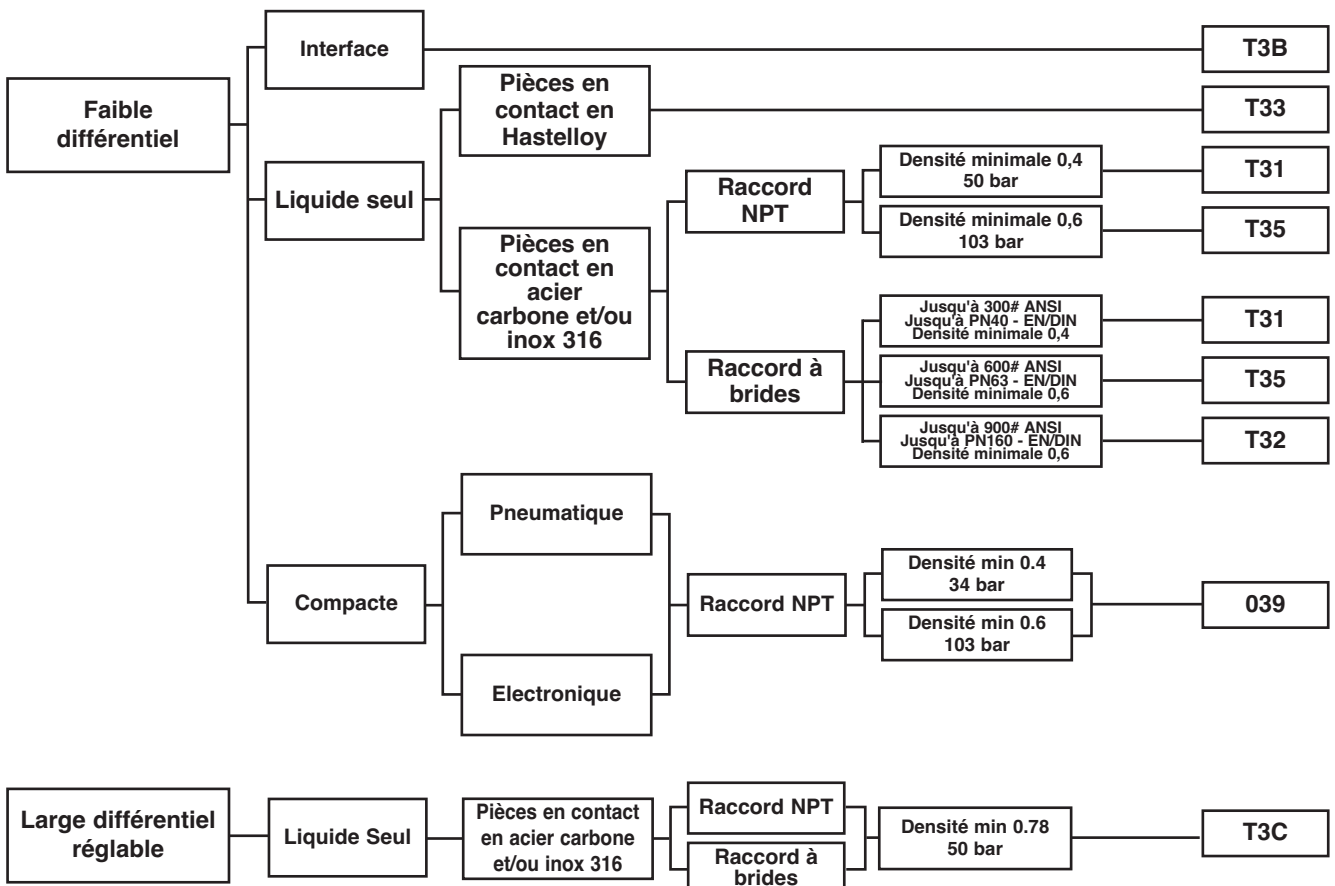 Faible
différentiel
Interface
T3B
Pièces en
contact en
Hastelloy
T33
Liquide seul
Pièces en
contact en
acier
carbone et/ou
inox 316
Raccord
NPT
Densité minimale 0,4
50 bar
T31
Densité minimale 0,6
103 bar
T35
Raccord à
brides
Jusqu'à 300# ANSI
Jusqu'à PN40 - EN/DIN
Densité minimale 0,4
T31
Jusqu'à 600# ANSI
Jusqu'à PN63 - EN/DIN
Densité minimale 0,6
T35
Jusqu'à 900# ANSI
Jusqu'à PN160 - EN/DIN
Densité minimale 0,6
T32
Compacte
Pneumatique
Electronique
Raccord NPT
Densité min 0.4
34 bar
Densité min 0.6
103 bar
039
Large différentiel
réglable
Liquide Seul
Pièces en contact
en acier carbone
et/ou inox 316
Raccord NPT
Raccord à
brides
Densité min 0.78
50 bar
T3C